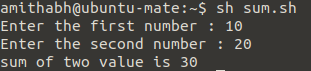 amithabh@ubuntu-mate:~$ sh sum.sh
Enter the first number : 10
Enter the second number : 20
sum of two value is 30